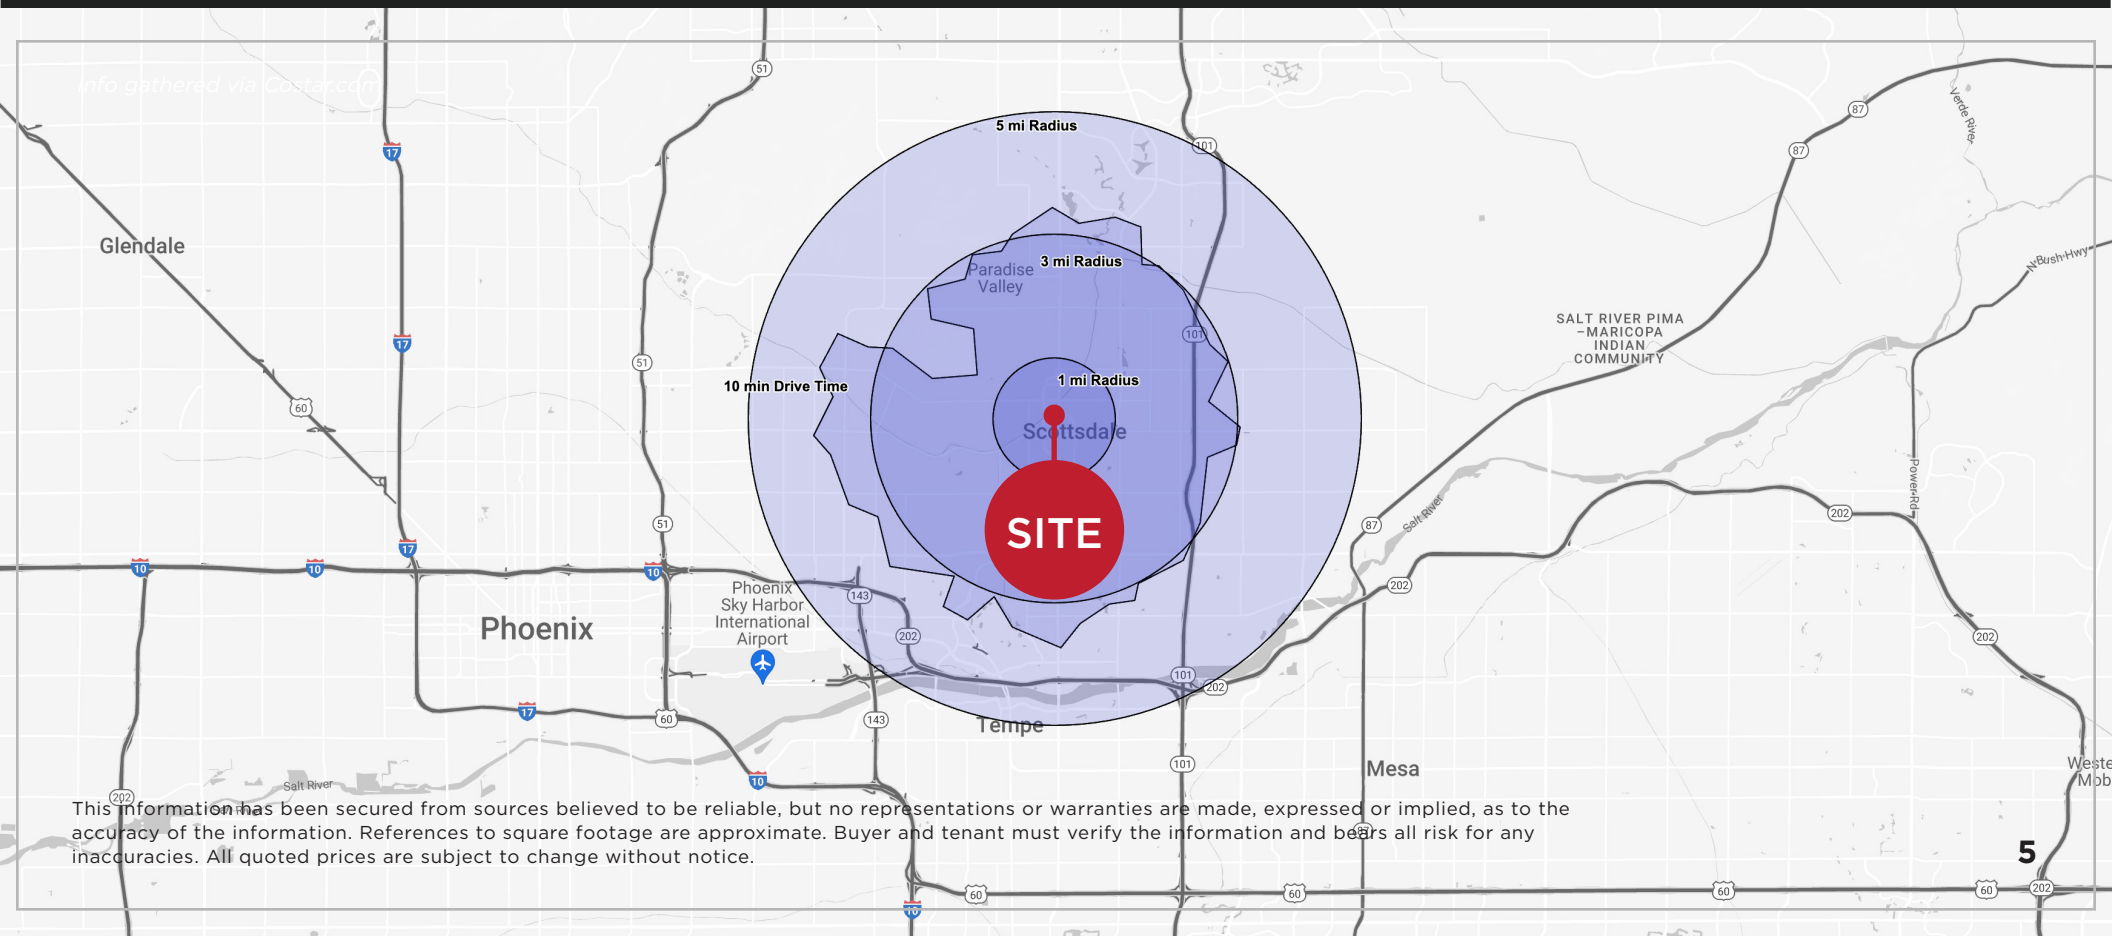 51
info gathered via Costar.com
87
Verde River
5 mi Radius
101
17
87
Glendale
3 mi Radius
Paradise
Valley
N Bush Hwy
SALT RIVER PIMA
–MARICOPA
INDIAN
COMMUNITY
101
17
51
10 min Drive Time
1 mi Radius
60
Scottsdale
Power Rd
Salt River
202
51
87
SITE
17
10
10
10
Phoenix
Sky Harbor
International
Airport
143
202
202
Phoenix
202
101
202
17
60
143
Tempe
101
Mesa
Weste
Mob
10
Salt River
202
This information has been secured from sources believed to be reliable, but no representations or warranties are made, expressed or implied, as to the
accuracy of the information. References to square footage are approximate. Buyer and tenant must verify the information and bears all risk for any
inaccuracies. All quoted prices are subject to change without notice.
87
5
60
60
60
60
202
10